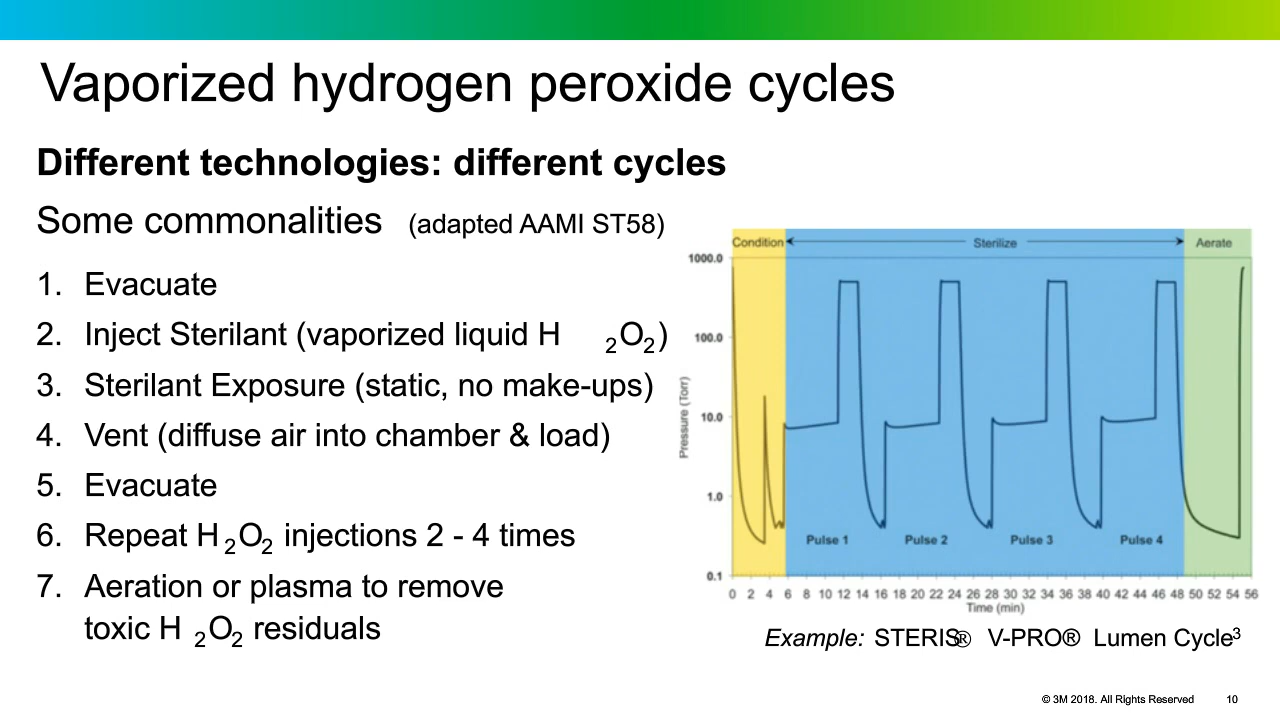 Vaporized hydrogen peroxide cycles
Different technologies: different cycles
Some commonalities (adapted AAMI ST58)
1. Evacuate
2. Inject Sterilant (vaporized liquid H ₂O₂)
3. Sterilant Exposure (static, no make-ups)
4. Vent (diffuse air into chamber & load)
5. Evacuate
6. Repeat H₂O₂ injections 2 - 4 times
7. Aeration or plasma to remove
toxic H ₂O₂ residuals
Condition Sterilize Aerate
1000.0
100.0
10.0
1.0
0.1
Pressure (Torr)
Pulse 1 Pulse 2 Pulse 3 Pulse 4
0 2 4 6 8 10 12 14 16 18 20 22 24 26 28 30 32 34 36 38 40 42 44 46 48 50 52 54 56
Time (min)
Example: STERIS® V-PRO® Lumen Cycle³
© 3M 2018. All Rights Reserved 10